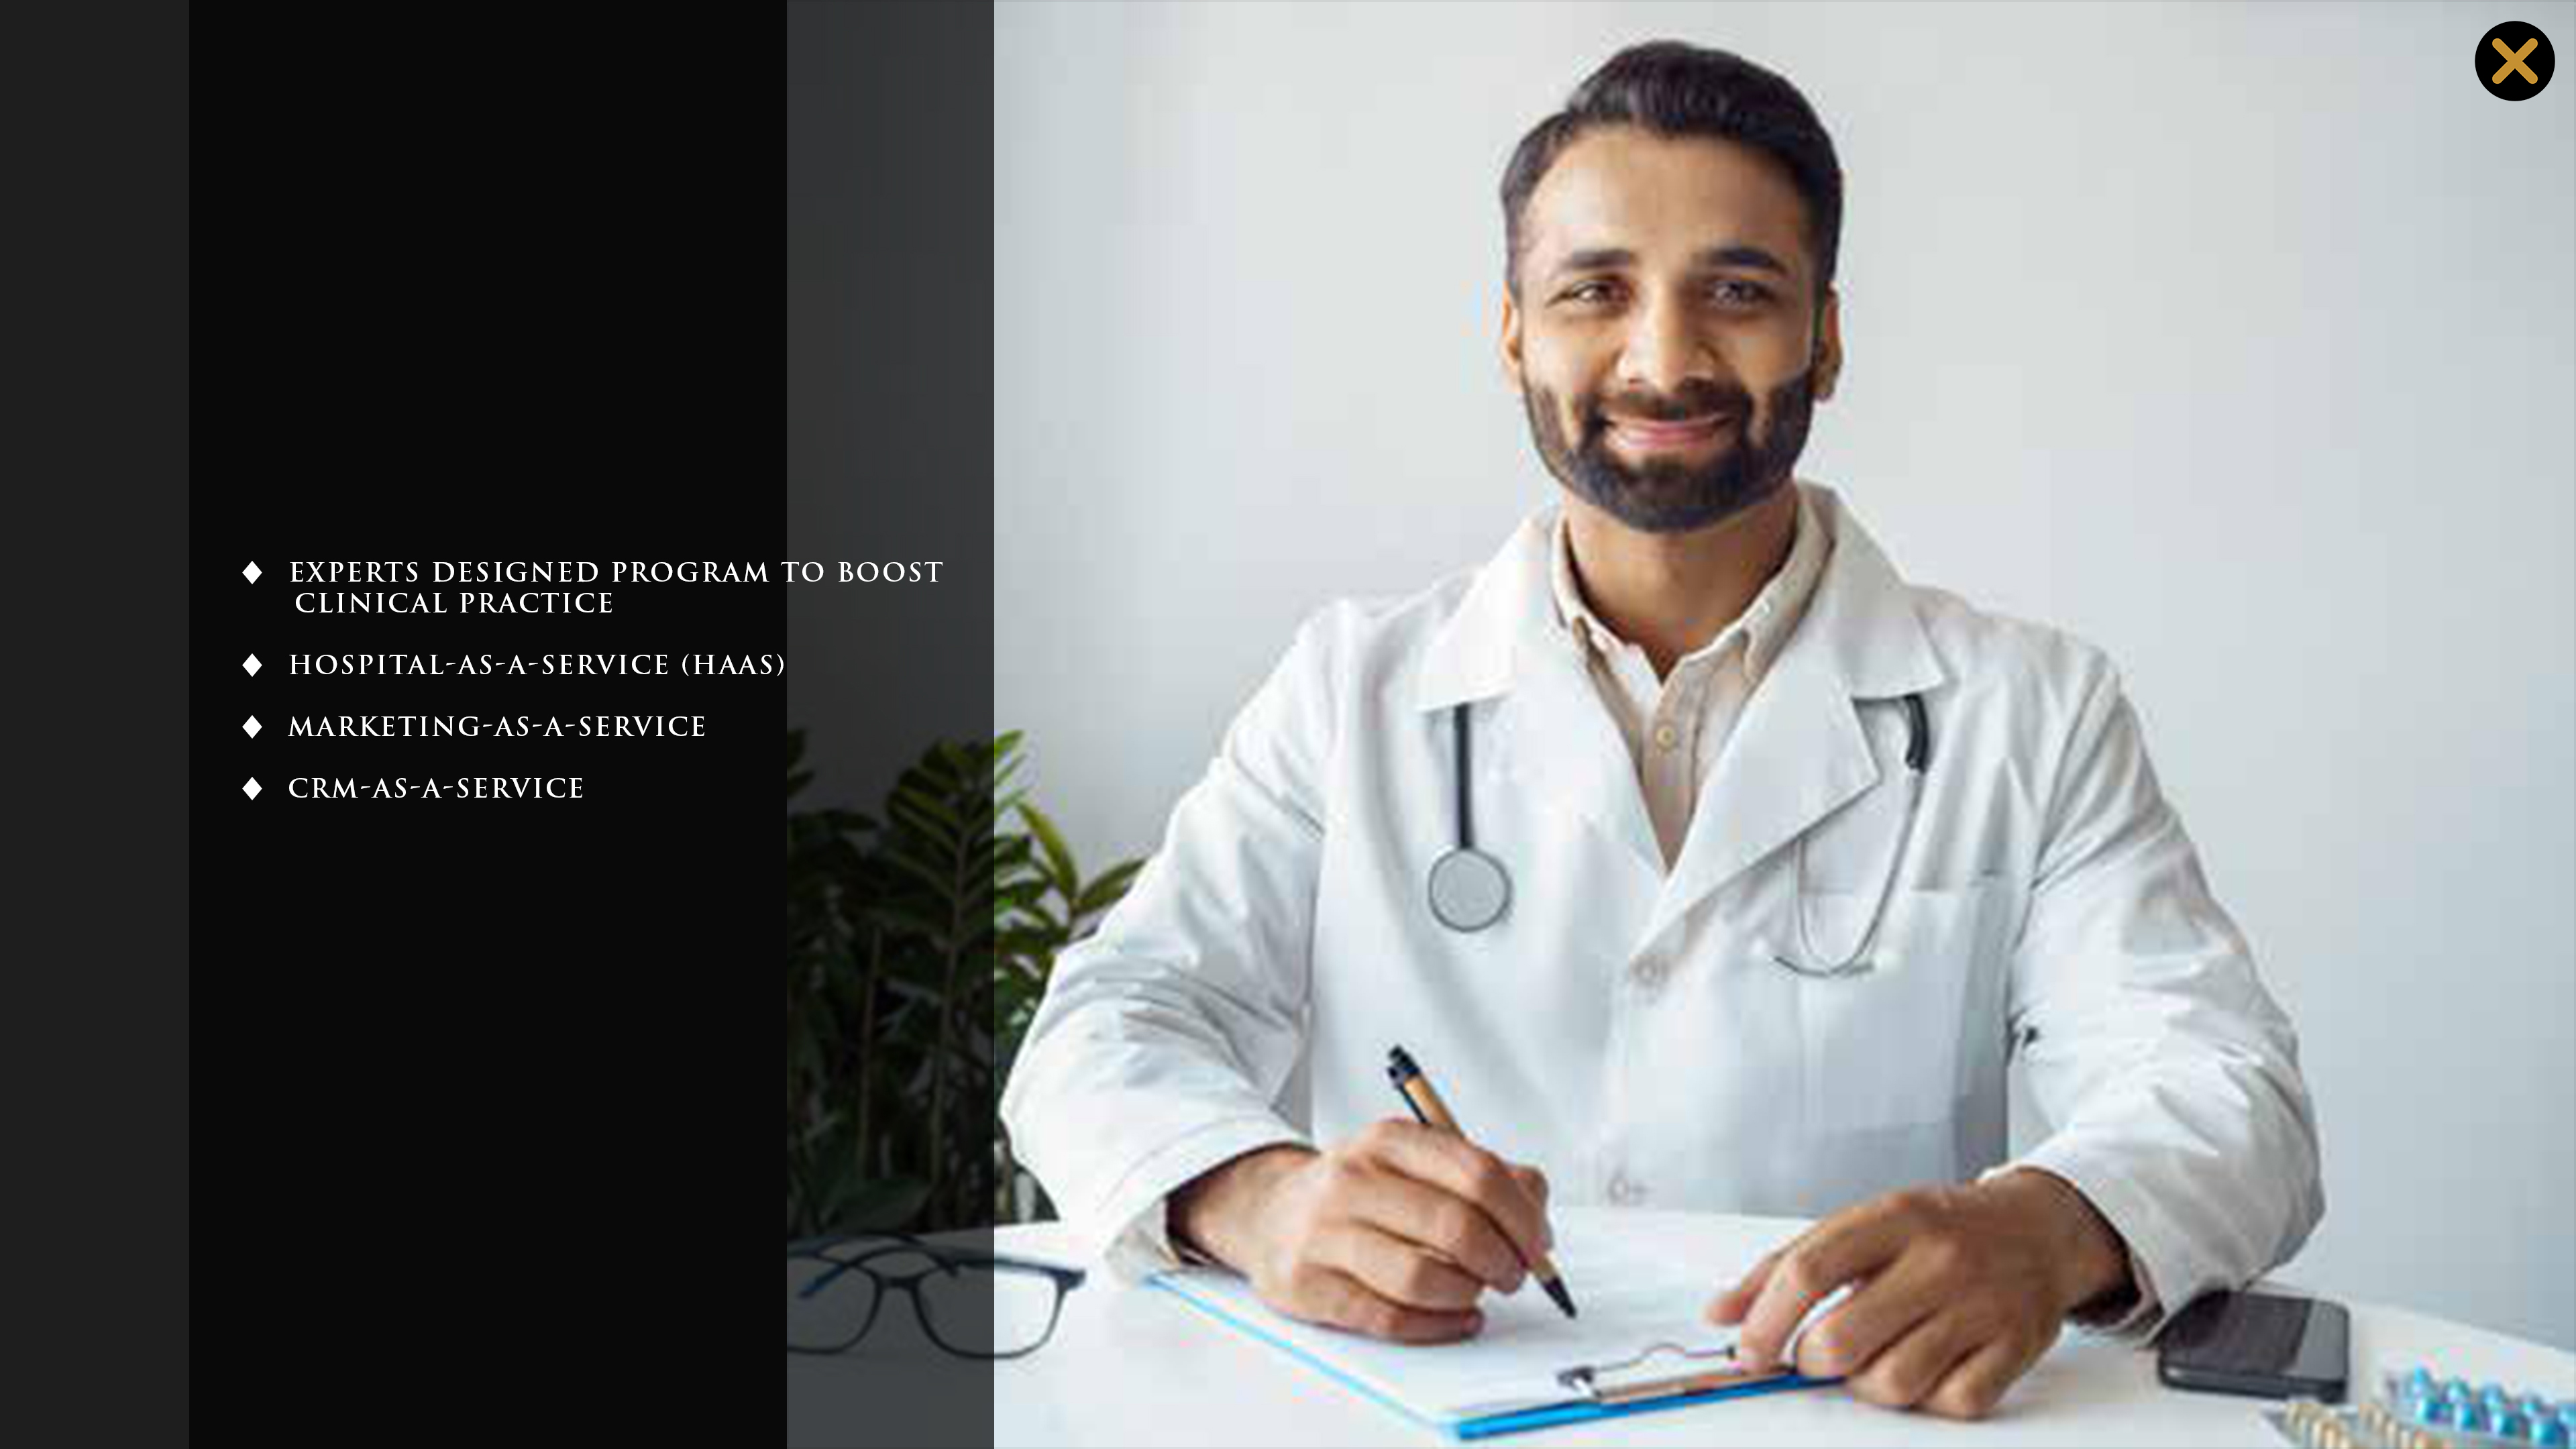 EXPERTS DESIGNED PROGRAM TO BOOST
CLINICAL PRACTICE
HOSPITAL-AS-A-SERVICE (HAAS)
MARKETING-AS-A-SERVICE
CRM-AS-A-SERVICE